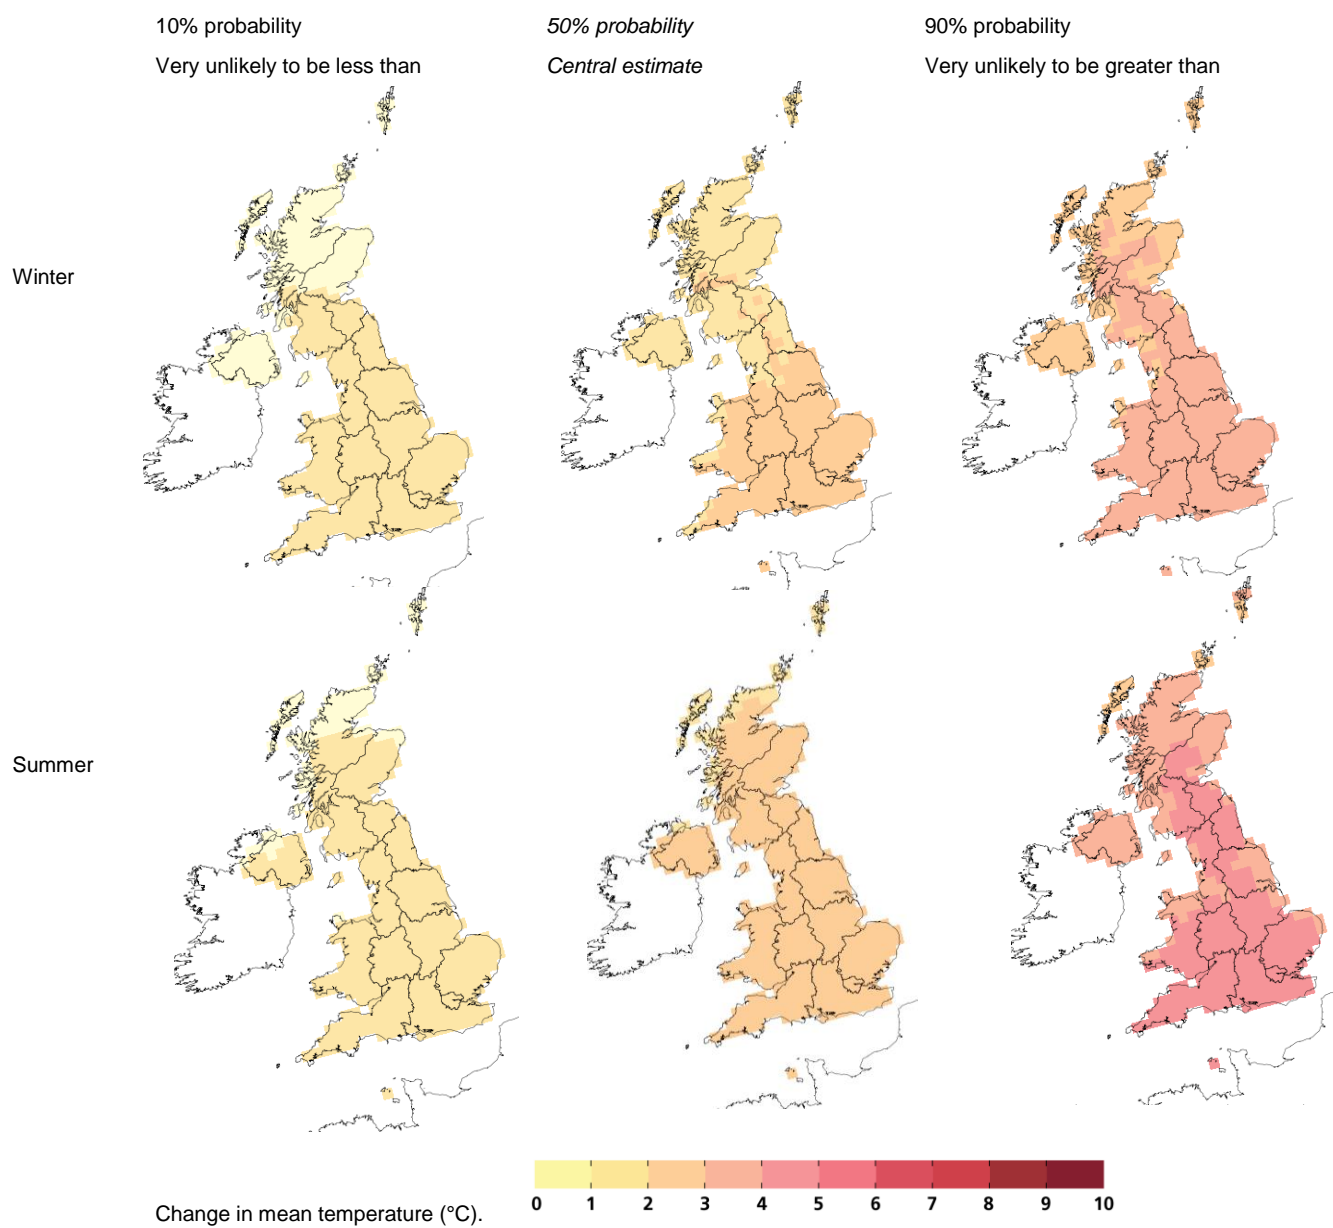 10% probability
50% probability
90% probability
Very unlikely to be less than
Central estimate
Very unlikely to be greater than
Winter
Summer
0 1 2 3 4 5 6 7 8 9 10
Change in mean temperature (°C).